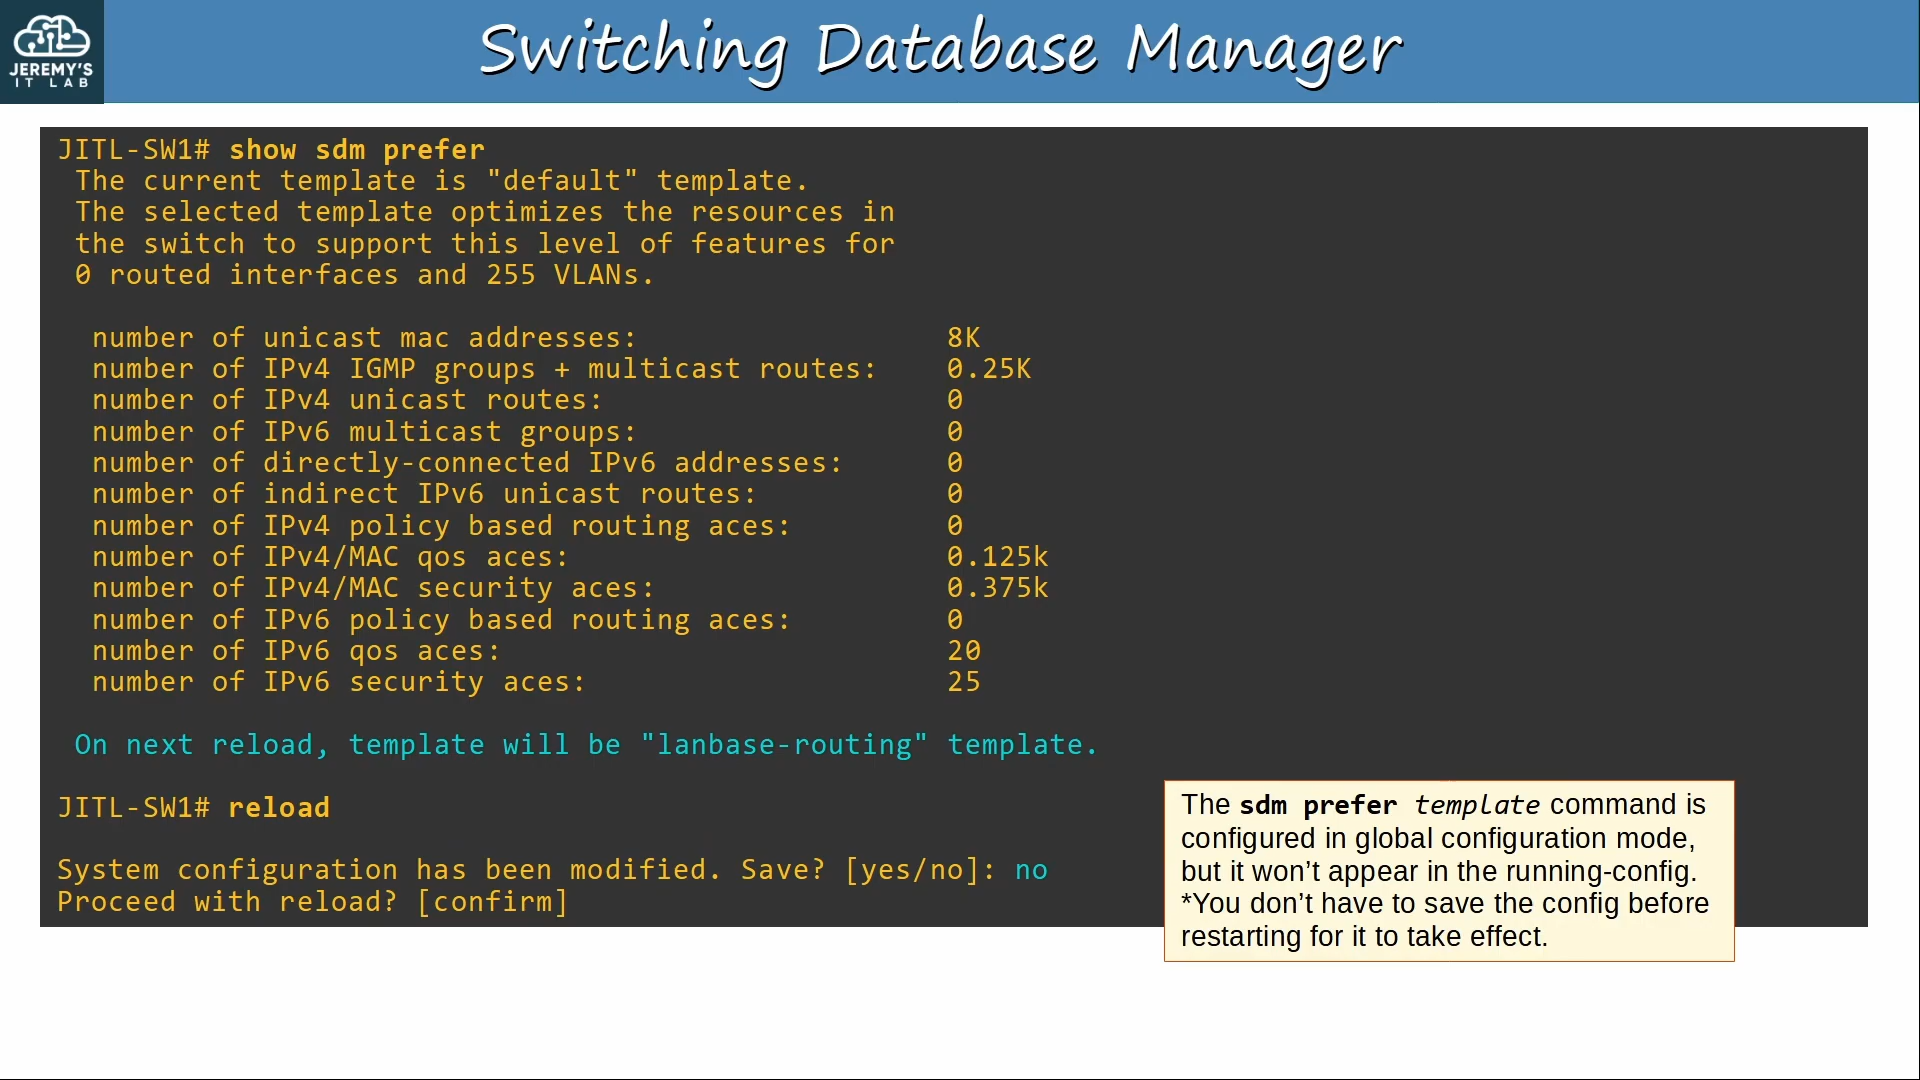 JEREMY'S
IT LAB
Switching Database Manager
JITL-SW1# show sdm prefer
The current template is "default" template.
The selected template optimizes the resources in
the switch to support this level of features for
0 routed interfaces and 255 VLANs.
number of unicast mac addresses: 8K
number of IPv4 IGMP groups + multicast routes: 0.25K
number of IPv4 unicast routes: 0
number of IPv6 multicast groups: 0
number of directly-connected IPv6 addresses: 0
number of indirect IPv6 unicast routes: 0
number of IPv4 policy based routing aces: 0
number of IPv4/MAC qos aces: 0.125k
number of IPv4/MAC security aces: 0.375k
number of IPv6 policy based routing aces: 0
number of IPv6 qos aces: 20
number of IPv6 security aces: 25
On next reload, template will be "lanbase-routing" template.
JITL-SW1# reload
System configuration has been modified. Save? [yes/no]: no
Proceed with reload? [confirm]
The sdm prefer template command is
configured in global configuration mode,
but it won’t appear in the running-config.
*You don’t have to save the config before
restarting for it to take effect.